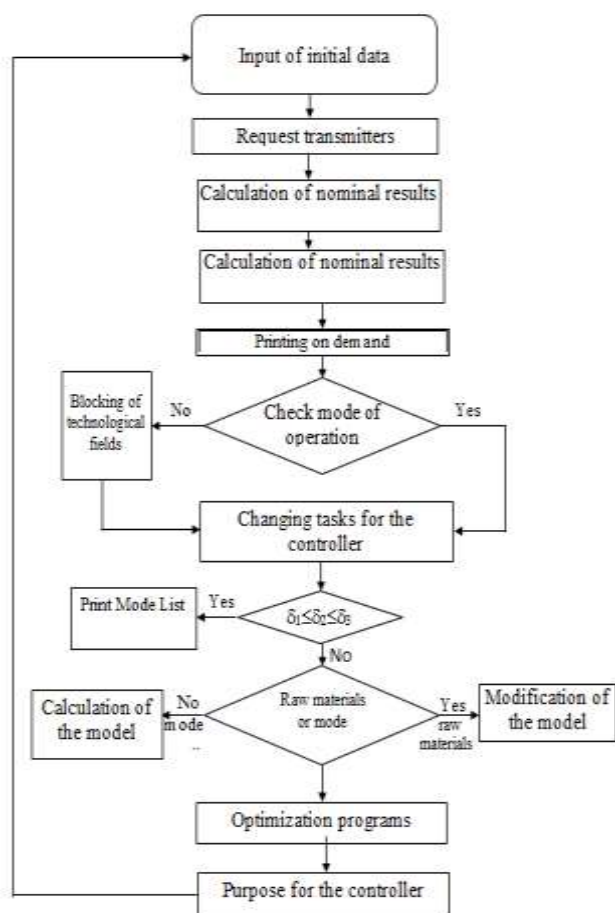 Input of initial data
Request transmitters
Calculation of nominal results
Calculation of nominal results
Printing on demand
Blocking of
technological
fields
No
Check mode of
operation
Yes
Changing tasks for the
controller
Print Mode List
Yes
δ₁≤δ₂≤δ₃
No
Calculation of
the model
No
mode
..
Raw materials
or mode
Yes
raw
materials
Modification of
the model
Optimization programs
Purpose for the controller